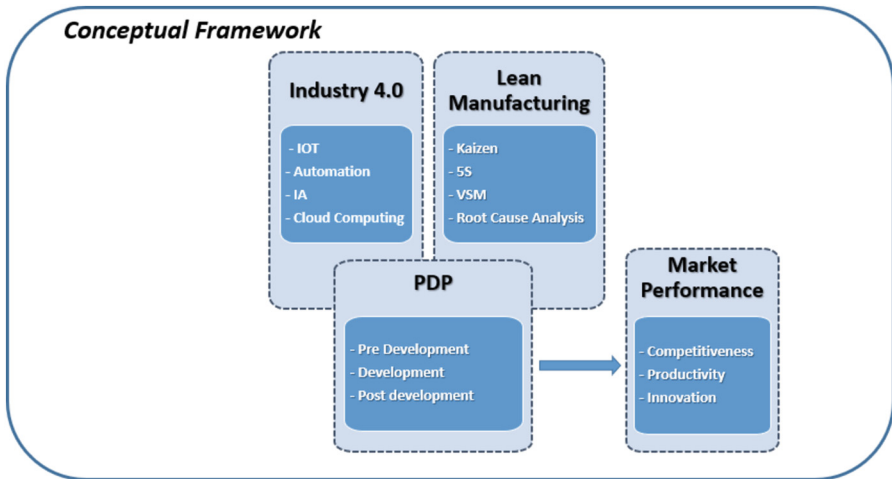 Conceptual Framework
Industry 4.0
- IOT
- Automation
- IA
- Cloud Computing
Lean
Manufacturing
- Kaizen
- 5S
- VSM
- Root Cause Analysis
PDP
- Pre Development
- Development
- Post development
Market
Performance
- Competitiveness
- Productivity
- Innovation